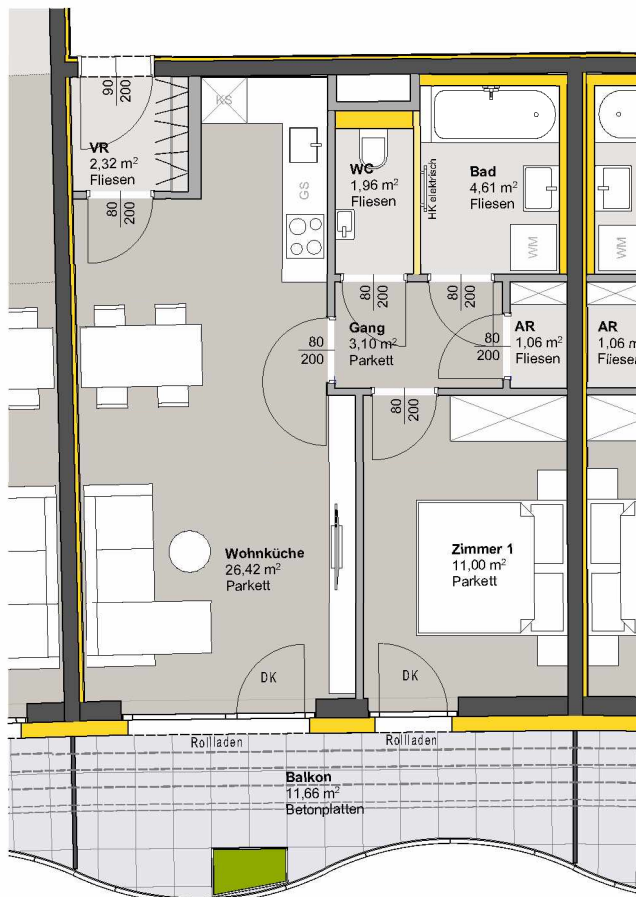 90
200
VR
2,32 m²
Fliesen
80
200
KS
GS
WC
1,96 m²
Fliesen
HK elektrisch
Bad
4,61 m²
Fliesen
WM
WM
80
200
80
200
Gang
3,10 m²
Parkett
80
200
80
200
AR
1,06 m²
Fliesen
AR
1,06 m
Fliesen
80
200
Wohnküche
26,42 m²
Parkett
Zimmer 1
11,00 m²
Parkett
DK
DK
Rollladen
Rollladen
Balkon
11,66 m²
Betonplatten